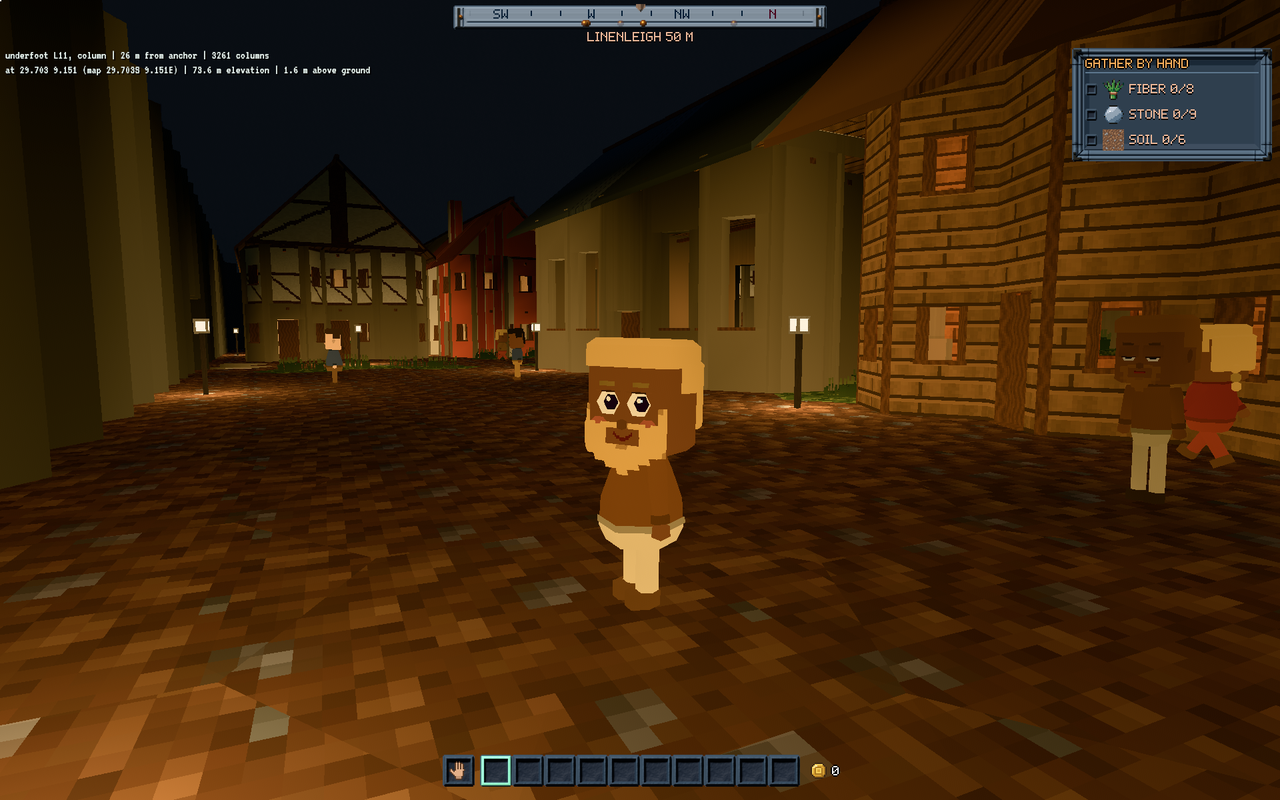 SW W NW N
LINENLEIGH 50 M
underfoot L11, column | 26 m from anchor | 3261 columns
at 29.703 9.151 (map 29.703S 9.151E) | 73.6 m elevation | 1.6 m above ground
GATHER BY HAND
FIBER 0/8
STONE 0/9
SOIL 0/6
0